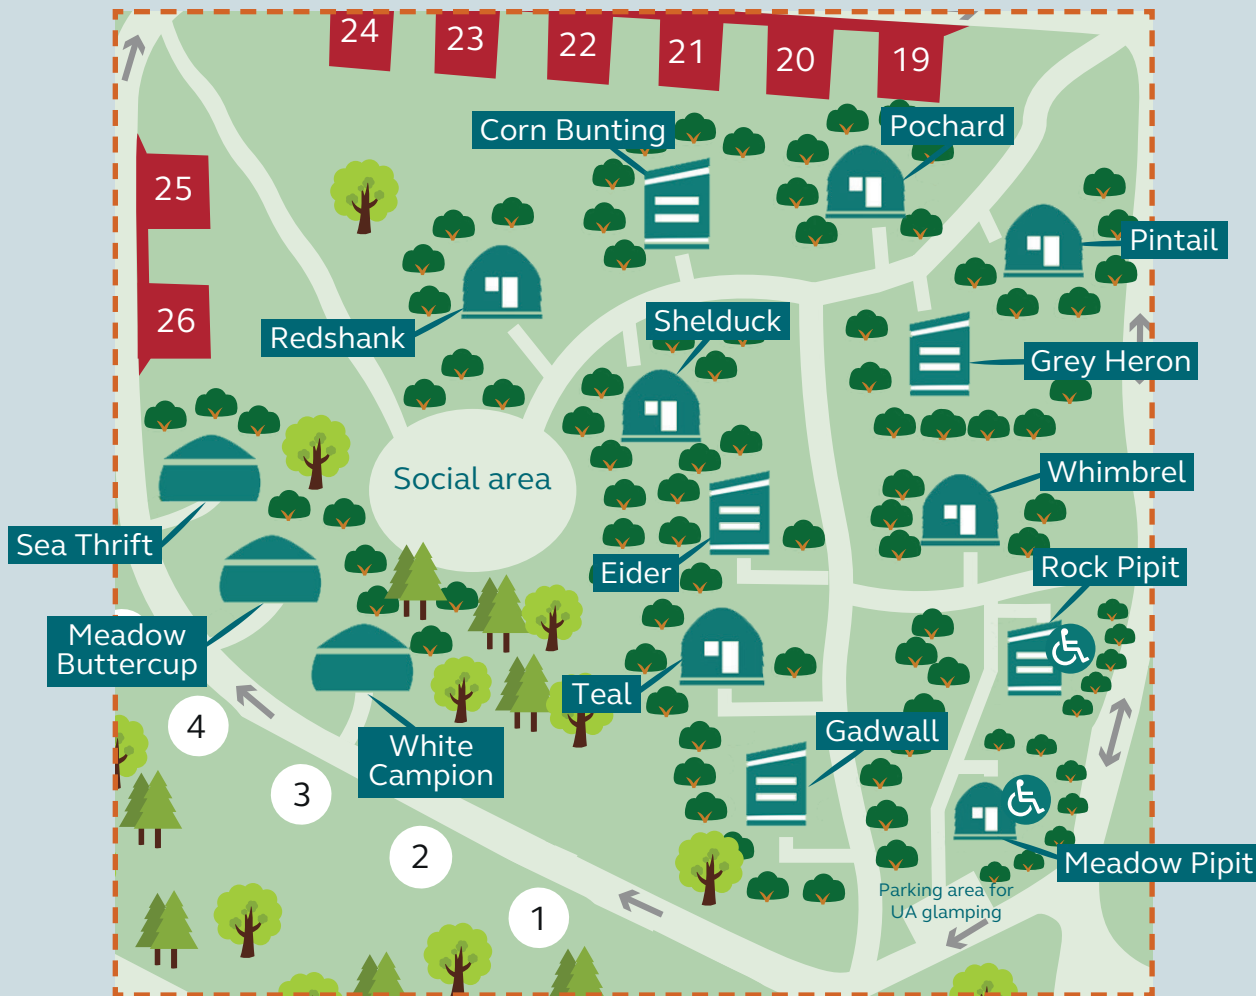 24
23
22
21
20
19
Corn Bunting
Pochard
25
Pintail
26
Redshank
Shelduck
Grey Heron
Social area
Whimbrel
Sea Thrift
Eider
Rock Pipit
Meadow
Buttercup
Teal
4
Gadwall
White
Campion
3
2
Meadow Pipit
Parking area for
UA glamping
1